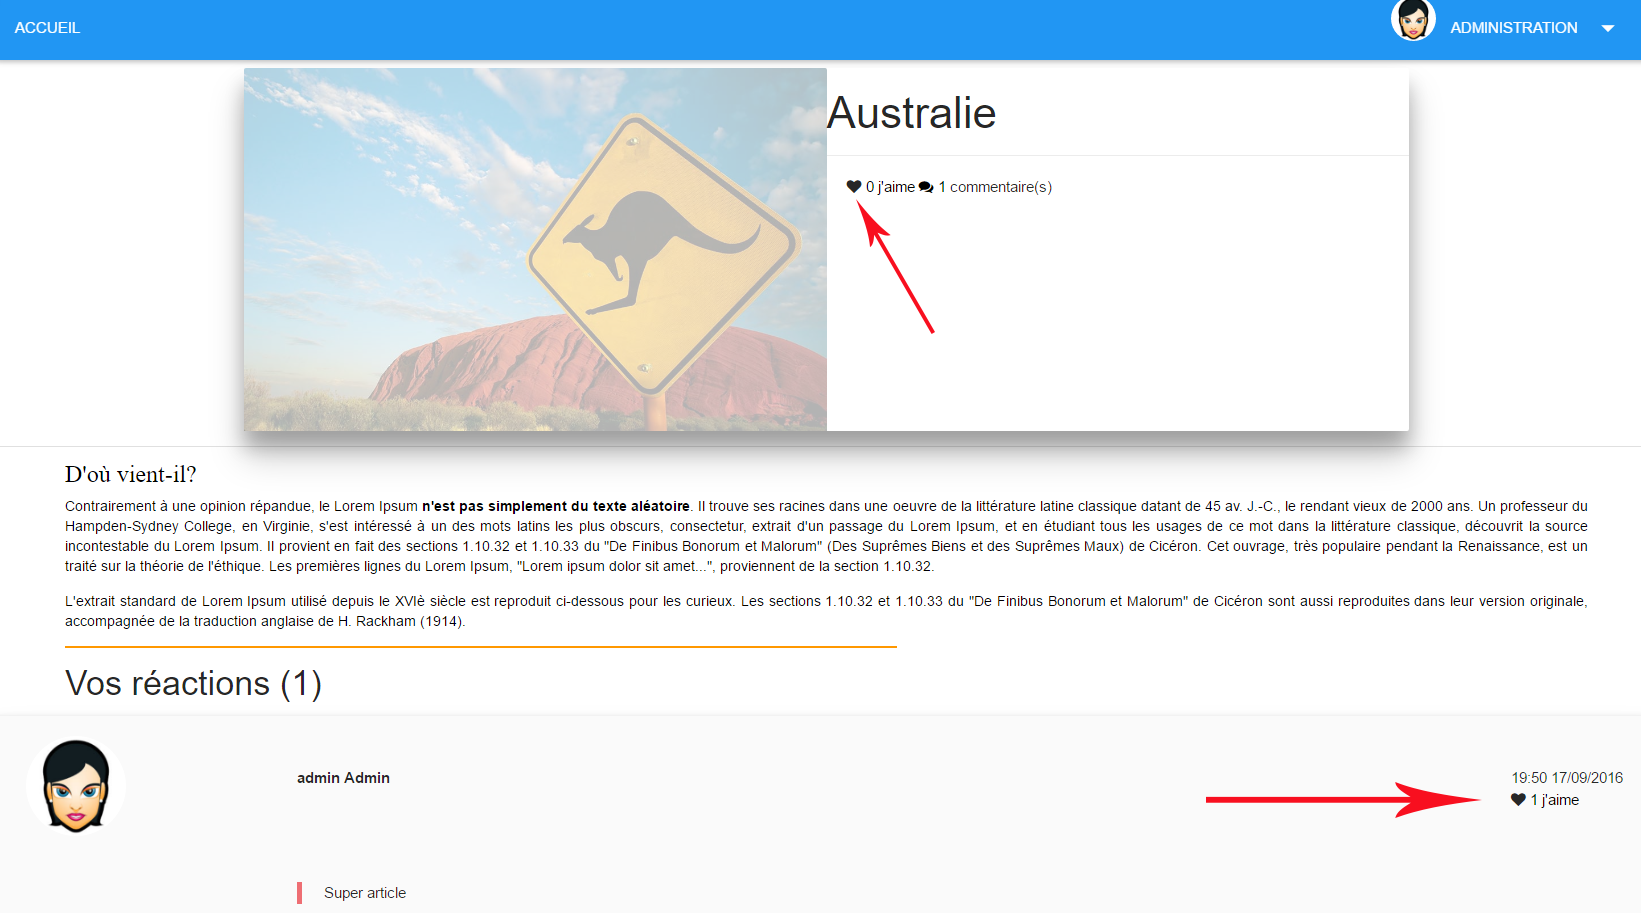 ACCUEIL
ADMINISTRATION
Australie
0 j'aime 1 commentaire(s)
D'où vient-il?
Contrairement à une opinion répandue, le Lorem Ipsum n'est pas simplement du texte aléatoire. Il trouve ses racines dans une oeuvre de la littérature latine classique datant de 45 av. J.-C., le rendant vieux de 2000 ans. Un professeur du
Hampden-Sydney College, en Virginie, s'est intéressé à un des mots latins les plus obscurs, consectetur, extrait d'un passage du Lorem Ipsum, et en étudiant tous les usages de ce mot dans la littérature classique, découvrit la source
incontestable du Lorem Ipsum. Il provient en fait des sections 1.10.32 et 1.10.33 du "De Finibus Bonorum et Malorum" (Des Suprêmes Biens et des Suprêmes Maux) de Cicéron. Cet ouvrage, très populaire pendant la Renaissance, est un
traité sur la théorie de l'éthique. Les premières lignes du Lorem Ipsum, "Lorem ipsum dolor sit amet...", proviennent de la section 1.10.32.
L'extrait standard de Lorem Ipsum utilisé depuis le XVIè siècle est reproduit ci-dessous pour les curieux. Les sections 1.10.32 et 1.10.33 du "De Finibus Bonorum et Malorum" de Cicéron sont aussi reproduites dans leur version originale,
accompagnée de la traduction anglaise de H. Rackham (1914).
Vos réactions (1)
admin Admin
19:50 17/09/2016
1 j'aime
Super article